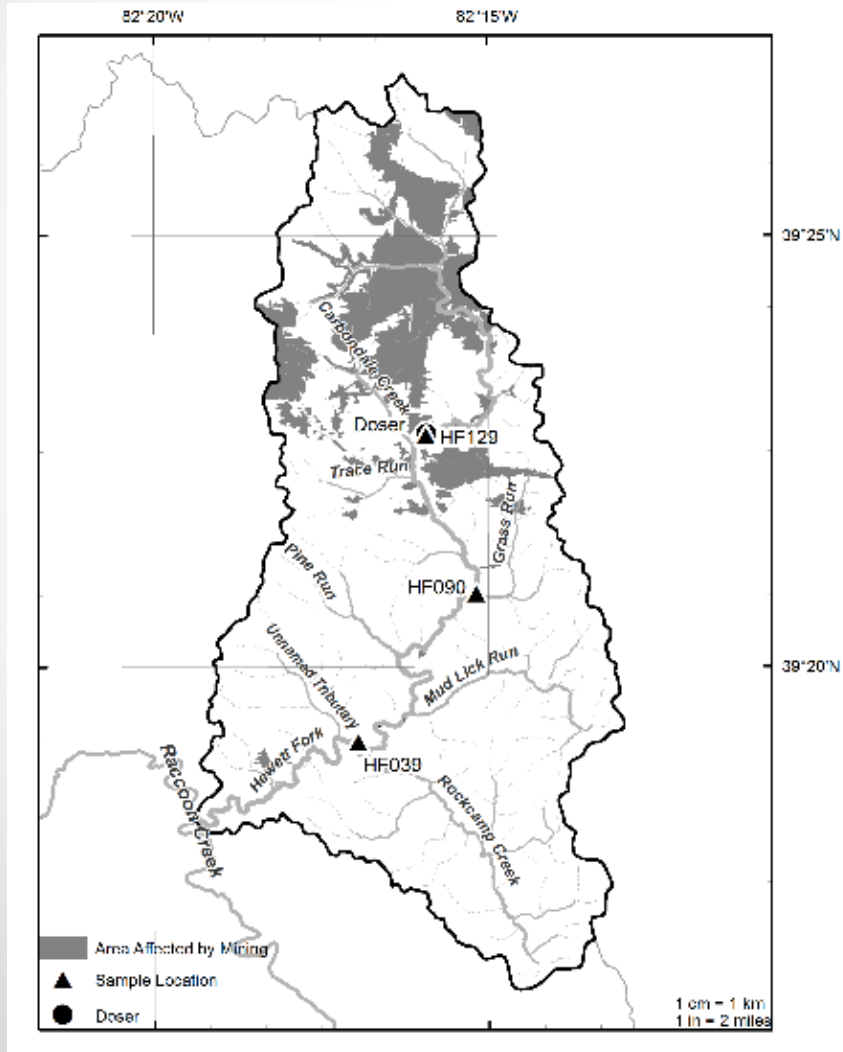 82°20'W
82°15'W
39°25'N
Carbondale Creek
Doser
HF129
Trace Run
Grass Run
Pine Run
HF090
39°20'N
Unnamed Tributary
Mud Lick Run
Hewett Fork
HF039
Raccoon Creek
Rockcamp Creek
Area Affected by Mining
Sample Location
Doser
1 cm = 1 km
1 in = 2 miles